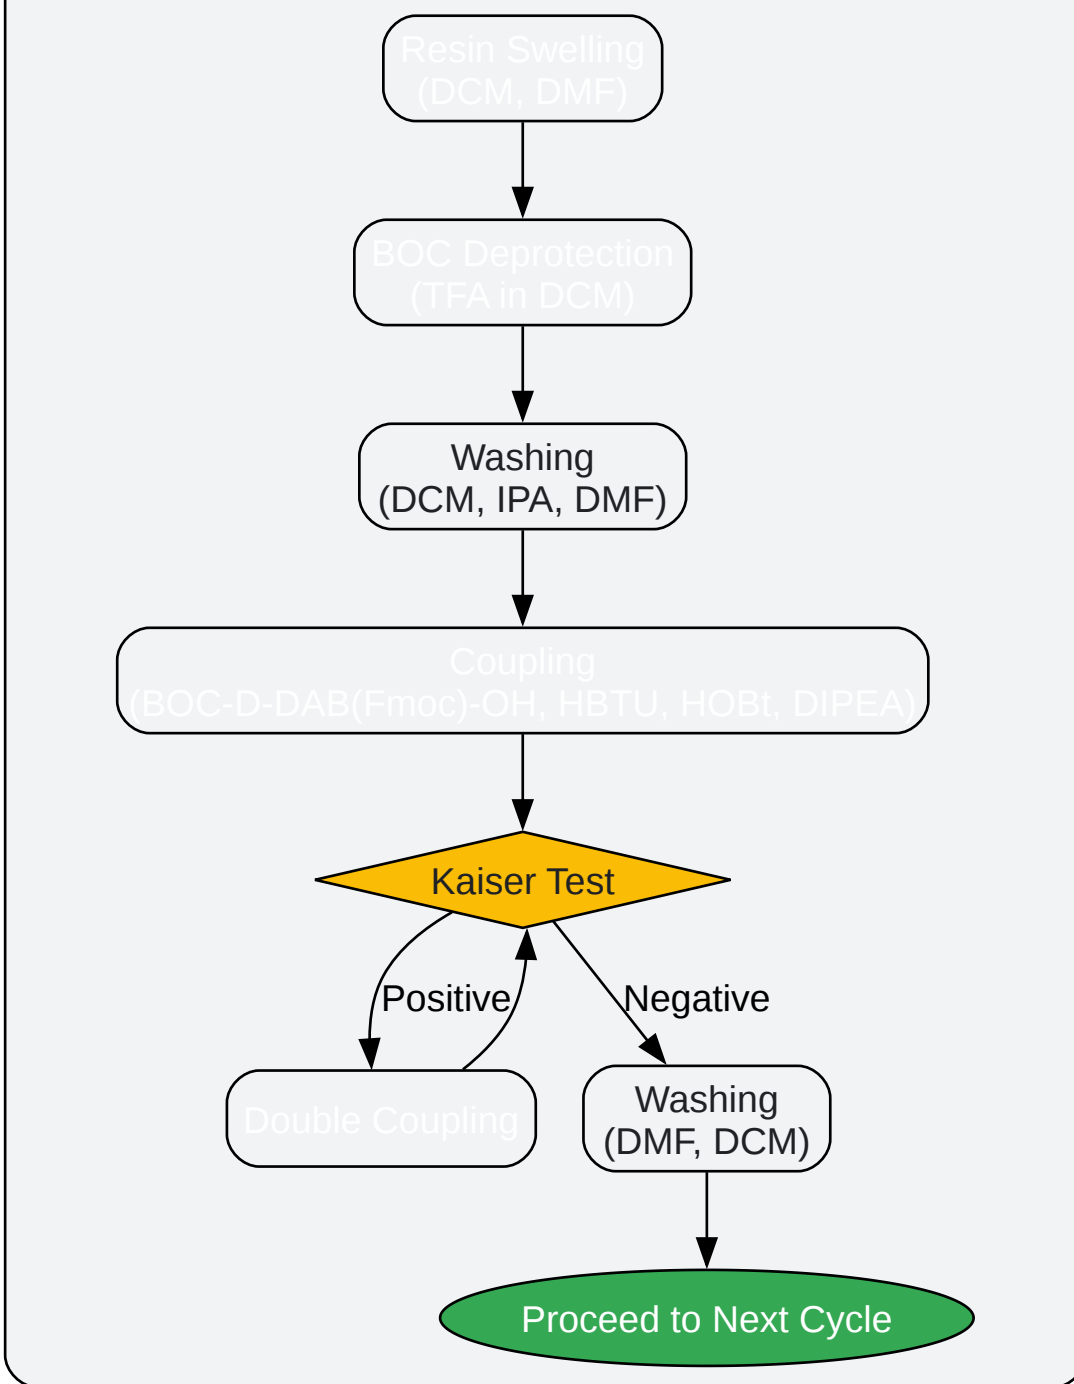 Resin Swelling
(DCM, DMF)
BOC Deprotection
(TFA in DCM)
Washing
(DCM, IPA, DMF)
Coupling
(BOC-D-DAB(Fmoc)-OH, HBTU, HOBt, DIPEA)
Kaiser Test
Positive
Negative
Double Coupling
Washing
(DMF, DCM)
Proceed to Next Cycle